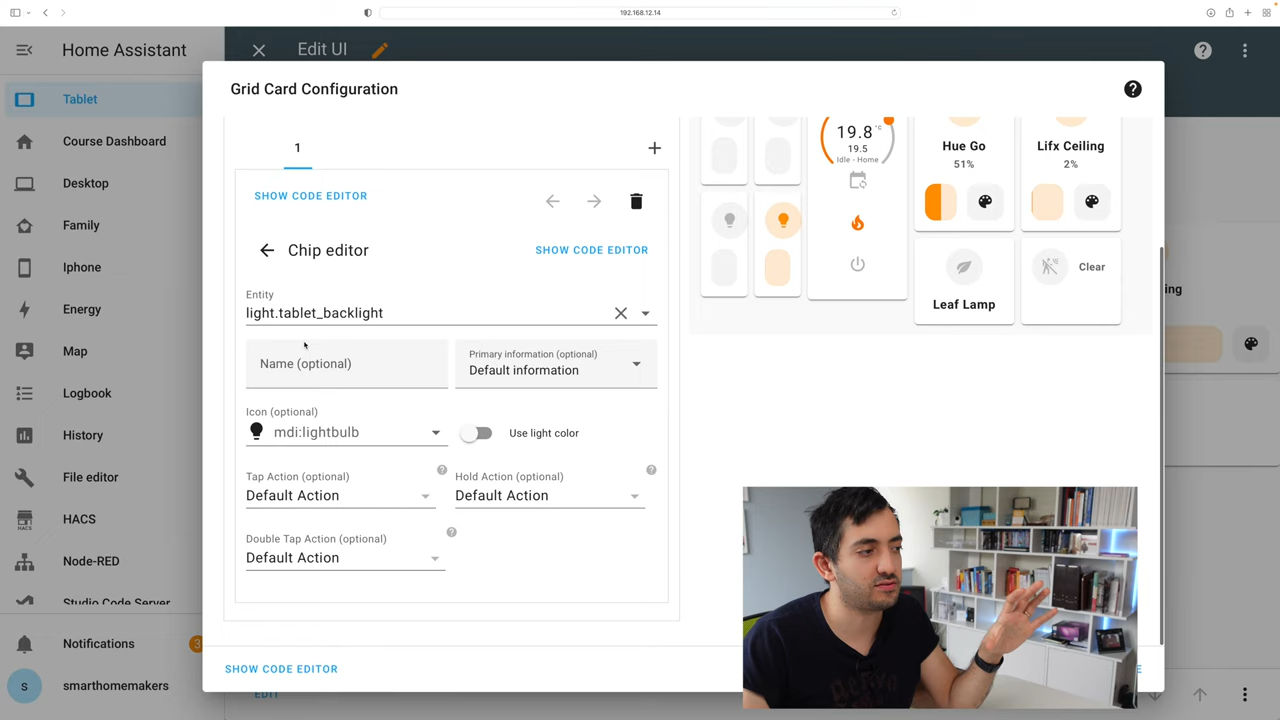 192.168.12.14
Home Assistant
Edit UI
Tablet
Course Dashboard
Desktop
Family
Iphone
Energy
Map
Logbook
History
File editor
HACS
HACS
Node-RED
Studio Code Server
Notifications
3
s
smarthomemakers
Grid Card Configuration
1
SHOW CODE EDITOR
Chip editor
SHOW CODE EDITOR
Entity
light.tablet_backlight
Name (optional)
Primary information (optional)
Default information
Icon (optional)
mdi:lightbulb
Use light color
Tap Action (optional)
Default Action
Hold Action (optional)
Default Action
Double Tap Action (optional)
Default Action
SHOW CODE EDITOR
EDIT
19.8 °C
19.5
Idle - Home
Hue Go
51%
Lifx Ceiling
2%
Leaf Lamp
Clear
ing
E